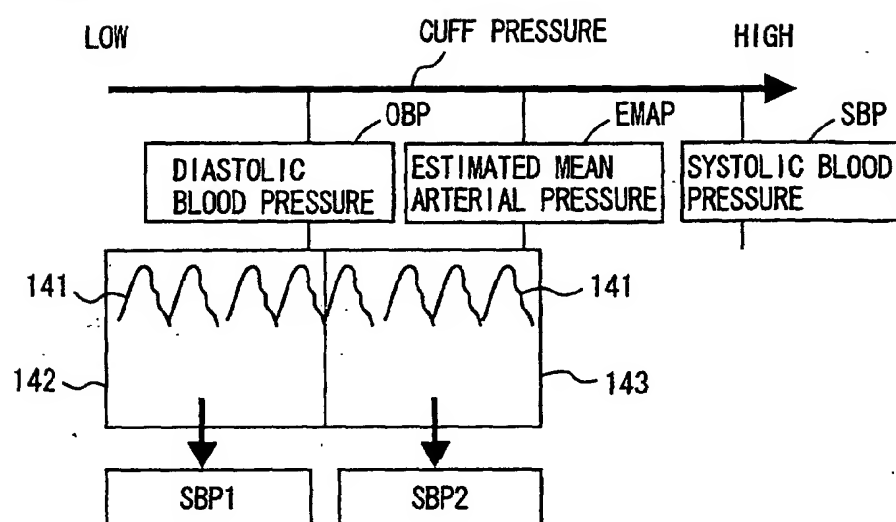 LOW
CUFF PRESSURE
HIGH
OBP
EMAP
SBP
DIASTOLIC
BLOOD PRESSURE
ESTIMATED MEAN
ARTERIAL PRESSURE
SYSTOLIC BLOOD
PRESSURE
141
141
142
143
SBP1
SBP2